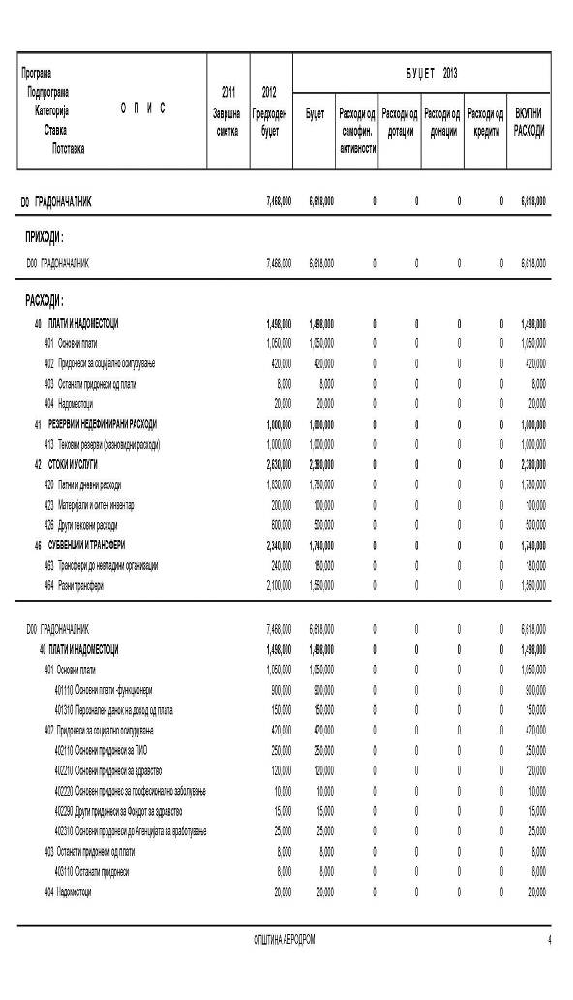 Програма
Подпрограма
Категорија
Ставка
Потставка
О П И С
2011
Завршна
сметка
2012
Предходен
буџет
Б У Џ Е Т 2013
Буџет
Расходи од
самофин.
активности
Расходи од
дотации
Расходи од
донации
Расходи од
кредити
ВКУПНИ
РАСХОДИ
D0 ГРАДОНАЧАЛНИК 7,468,000 6,618,000 0 0 0 0 6,618,000
ПРИХОДИ :
D00 ГРАДОНАЧАЛНИК 7,468,000 6,618,000 0 0 0 0 6,618,000
РАСХОДИ :
40 ПЛАТИ И НАДОМЕСТОЦИ 1,498,000 1,498,000 0 0 0 0 1,498,000
401 Основни плати 1,050,000 1,050,000 0 0 0 0 1,050,000
402 Придонеси за социјално осигурување 420,000 420,000 0 0 0 0 420,000
403 Останати придонеси од плати 8,000 8,000 0 0 0 0 8,000
404 Надоместоци 20,000 20,000 0 0 0 0 20,000
41 РЕЗЕРВИ И НЕДЕФИНИРАНИ РАСХОДИ 1,000,000 1,000,000 0 0 0 0 1,000,000
413 Тековни резерви (разновидни расходи) 1,000,000 1,000,000 0 0 0 0 1,000,000
42 СТОКИ И УСЛУГИ 2,630,000 2,380,000 0 0 0 0 2,380,000
420 Патни и дневни расходи 1,830,000 1,780,000 0 0 0 0 1,780,000
423 Материјали и ситен инвентар 200,000 100,000 0 0 0 0 100,000
426 Други тековни расходи 600,000 500,000 0 0 0 0 500,000
46 СУБВЕНЦИИ И ТРАНСФЕРИ 2,340,000 1,740,000 0 0 0 0 1,740,000
463 Трансфери до невладини организации 240,000 180,000 0 0 0 0 180,000
464 Разни трансфери 2,100,000 1,560,000 0 0 0 0 1,560,000
D00 ГРАДОНАЧАЛНИК 7,468,000 6,618,000 0 0 0 0 6,618,000
40 ПЛАТИ И НАДОМЕСТОЦИ 1,498,000 1,498,000 0 0 0 0 1,498,000
401 Основни плати 1,050,000 1,050,000 0 0 0 0 1,050,000
401110 Основни плати -функционери 900,000 900,000 0 0 0 0 900,000
401310 Персонален данок на доход од плата 150,000 150,000 0 0 0 0 150,000
402 Придонеси за социјално осигурување 420,000 420,000 0 0 0 0 420,000
402110 Основни придонеси за ПИО 250,000 250,000 0 0 0 0 250,000
402210 Основни придонеси за здравство 120,000 120,000 0 0 0 0 120,000
402220 Основен придонес за професионално заболување 10,000 10,000 0 0 0 0 10,000
402290 Други придонеси за Фондот за здравство 15,000 15,000 0 0 0 0 15,000
402310 Основни продонеси до Агенцијата за вработување 25,000 25,000 0 0 0 0 25,000
403 Останати придонеси од плати 8,000 8,000 0 0 0 0 8,000
403110 Останати придонеси 8,000 8,000 0 0 0 0 8,000
404 Надоместоци 20,000 20,000 0 0 0 0 20,000
ОПШТИНА АЕРОДРОМ 4